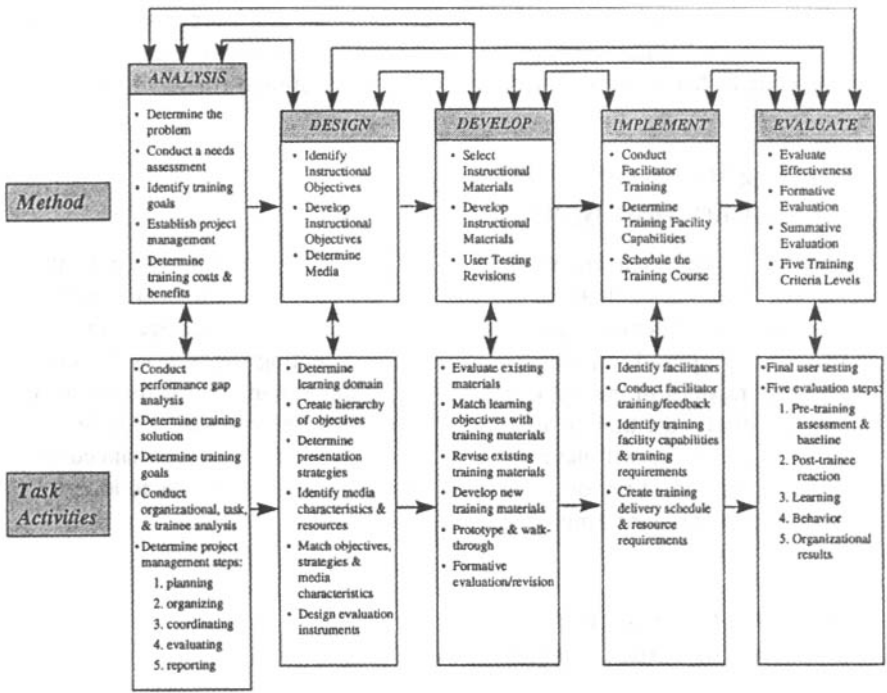 ANALYSIS
• Determine the
problem
• Conduct a needs
assessment
• Identify training
goals
• Establish project
management
• Determine
training costs &
benefits
DESIGN
• Identify
Instructional
Objectives
• Develop
Instructional
Objectives
• Determine Media
DEVELOP
• Select
Instructional
Materials
• Develop
Instructional
Materials
• User Testing
Revisions
IMPLEMENT
• Conduct
Facilitator
Training
• Determine
Training Facility
Capabilities
• Schedule the
Training Course
EVALUATE
• Evaluate
Effectiveness
• Formative
Evaluation
• Summative
Evaluation
• Five Training
Criteria Levels
Method
Task
Activities
• Conduct
performance gap
analysis
• Determine training
solution
• Determine training
goals
• Conduct
organizational, task,
& trainee analysis
• Determine project
management steps:
1. planning
2. organizing
3. coordinating
4. evaluating
5. reporting
• Determine
learning domain
• Create hierarchy
of objectives
• Determine
presentation
strategies
• Identify media
characteristics &
resources
• Match objectives,
strategies &
media
characteristics
• Design evaluation
instruments
• Evaluate existing
materials
• Match learning
objectives with
training materials
• Revise existing
training materials
• Develop new
training materials
• Prototype & walk-
through
• Formative
evaluation/revision
• Identify facilitators
• Conduct facilitator
training/feedback
• Identify training
facility capabilities
& training
requirements
• Create training
delivery schedule
& resource
requirements
• Final user testing
• Five evaluation steps:
1. Pre-training
assessment &
baseline
2. Post-trainee
reaction
3. Learning
4. Behavior
5. Organizational
results